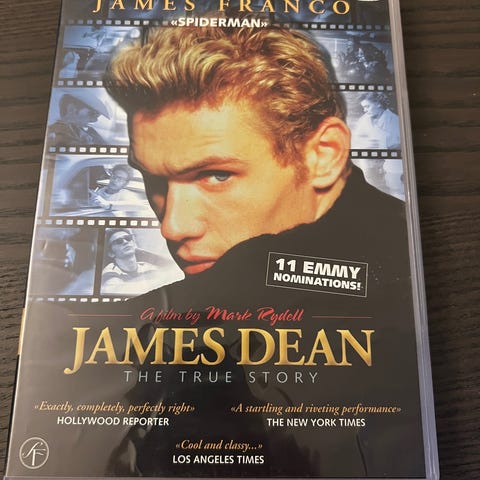 JAMES FRANCO
«SPIDERMAN»
11 EMMY
NOMINATIONS!
A film by Mark Rydell
JAMES DEAN
THE TRUE STORY
«Exactly, completely, perfectly right»
HOLLYWOOD REPORTER
«A startling and riveting performance»
THE NEW YORK TIMES
«Cool and classy...»
LOS ANGELES TIMES
SF